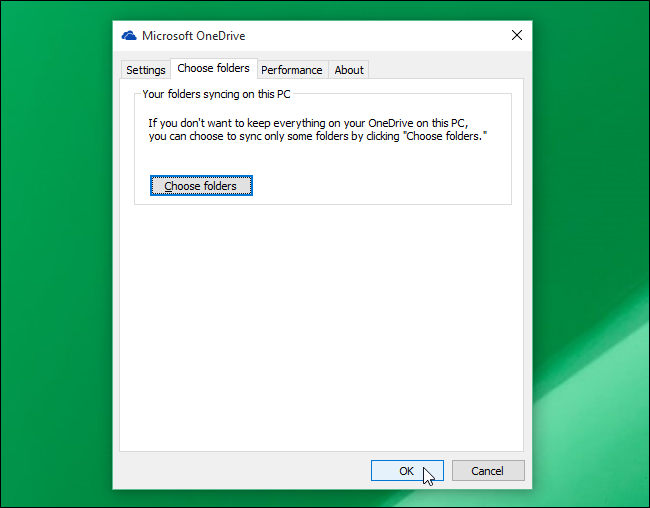 Microsoft OneDrive
Settings Choose folders Performance About
Your folders syncing on this PC
If you don't want to keep everything on your OneDrive on this PC,
you can choose to sync only some folders by clicking "Choose folders."
Choose folders
OK Cancel